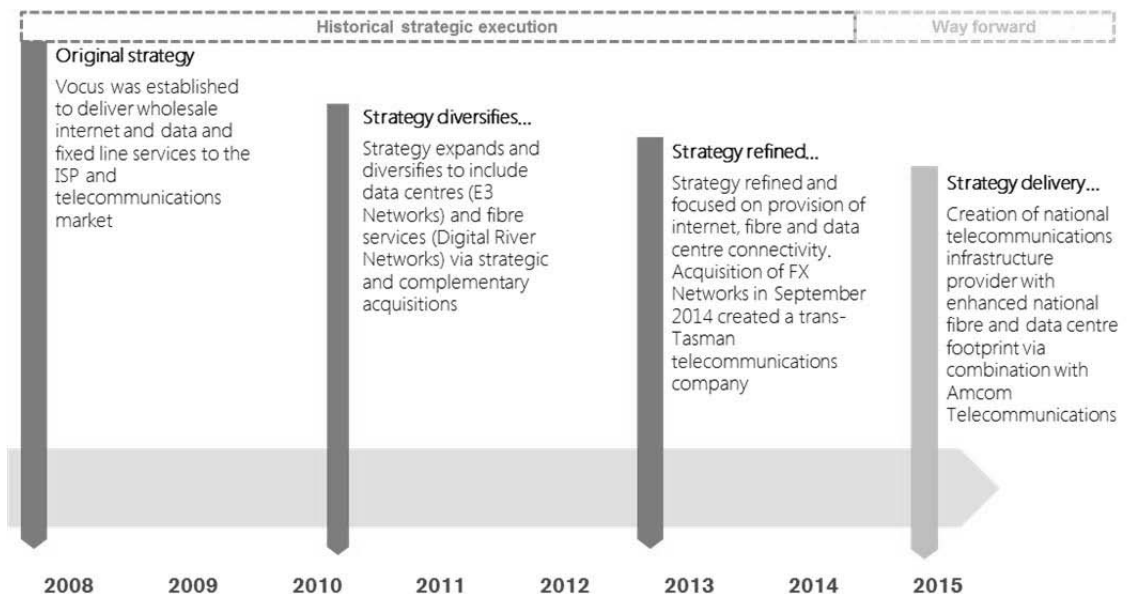 Historical strategic execution
Way forward
Original strategy
Vocus was established
to deliver wholesale
internet and data and
fixed line services to the
ISP and
telecommunications
market
Strategy diversifies...
Strategy expands and
diversifies to include
data centres (E3
Networks) and fibre
services (Digital River
Networks) via strategic
and complementary
acquisitions
Strategy refined...
Strategy refined and
focused on provision of
internet, fibre and data
centre connectivity.
Acquisition of FX
Networks in September
2014 created a trans-
Tasman
telecommunications
company
Strategy delivery...
Creation of national
telecommunications
infrastructure
provider with
enhanced national
fibre and data centre
footprint via
combination with
Amcom
Telecommunications
2008 2009 2010 2011 2012 2013 2014 2015